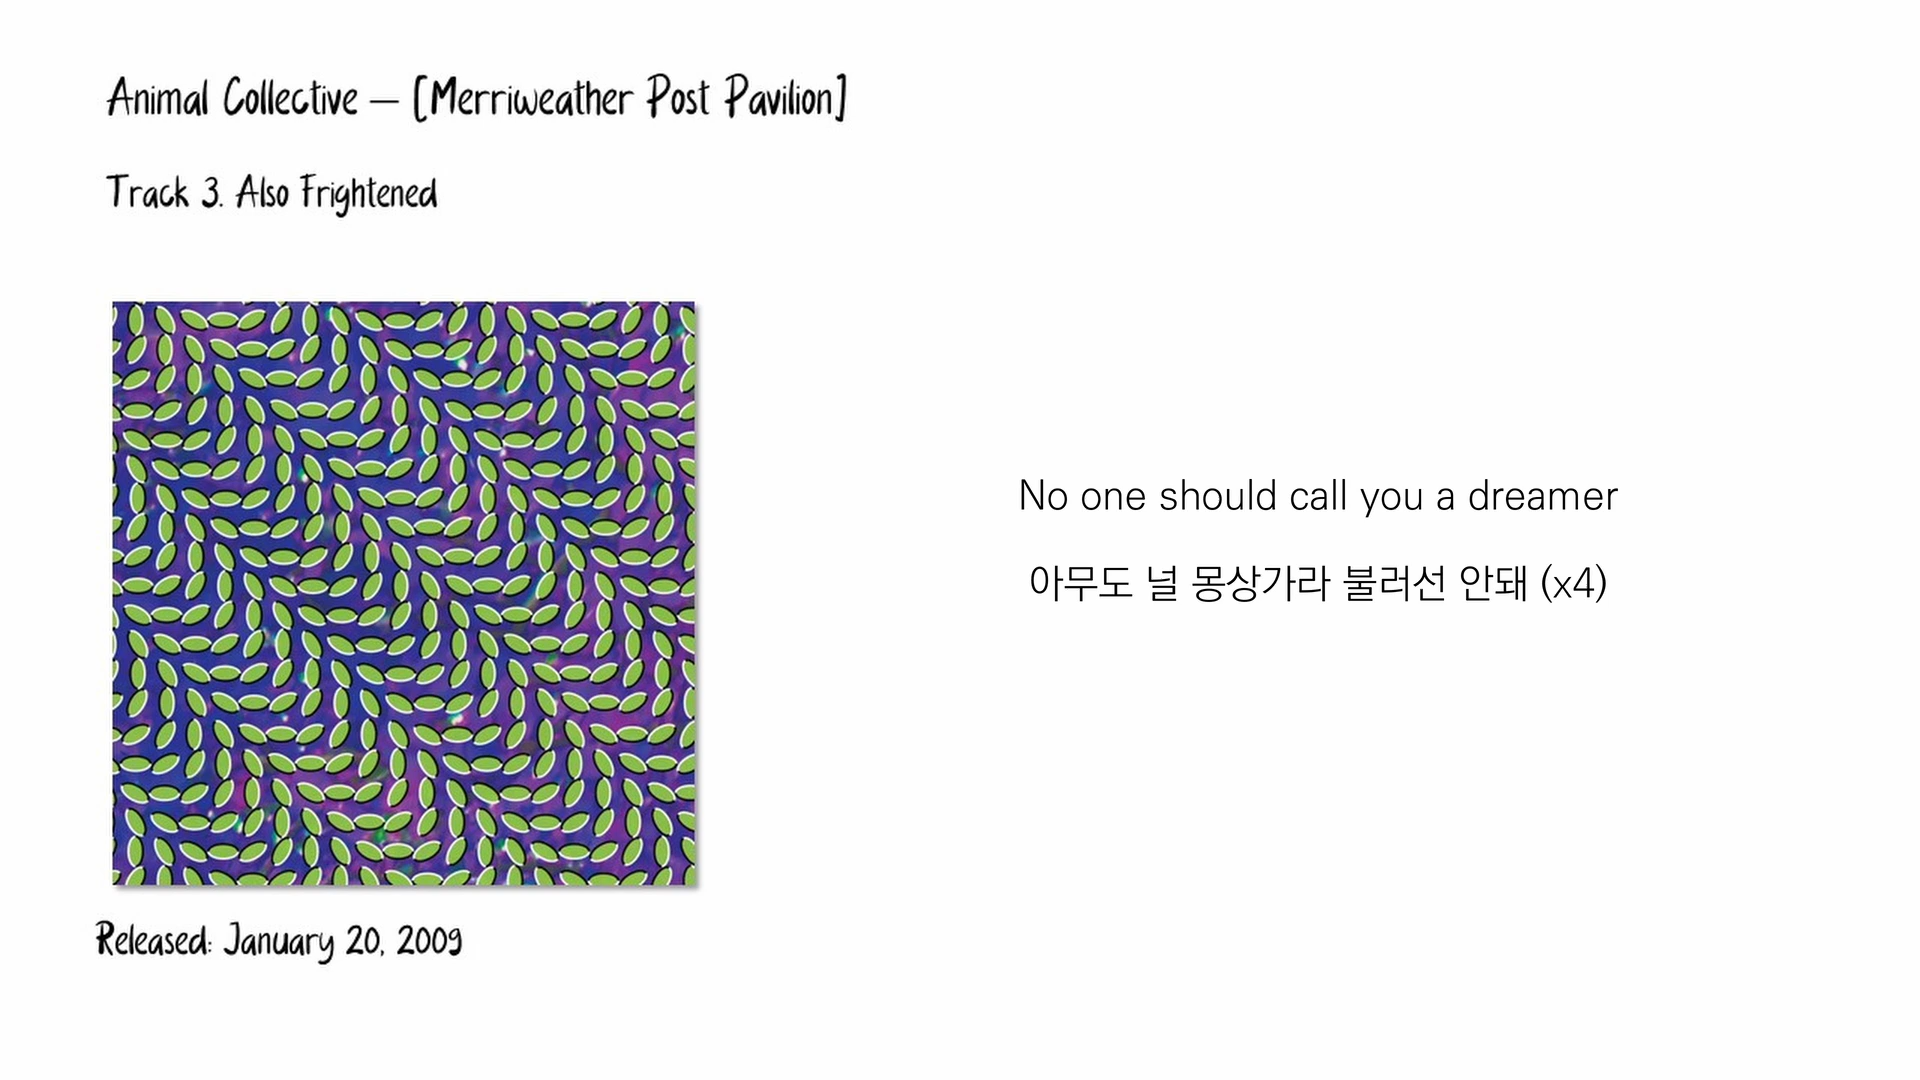 Animal Collective — [Merriweather Post Pavilion]
Track 3. Also Frightened
No one should call you a dreamer
아무도 널 몽상가라 불러선 안돼 (x4)
Released: January 20, 2009